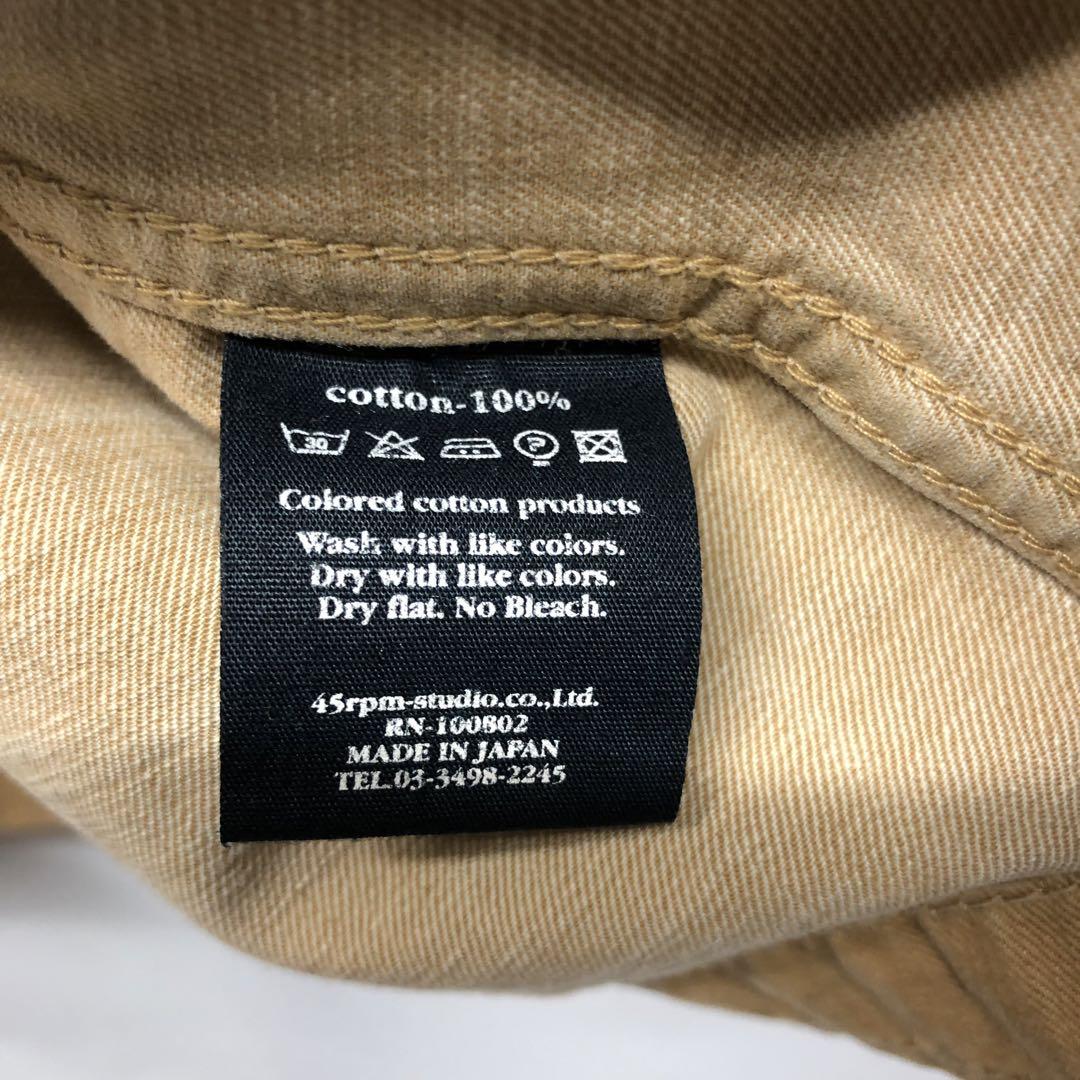 cotton-100%
30 P
Colored cotton products
Wash with like colors.
Dry with like colors.
Dry flat. No Bleach.
45rpm-studio.co.,Ltd.
RN-100802
MADE IN JAPAN
TEL.03-3498-2245